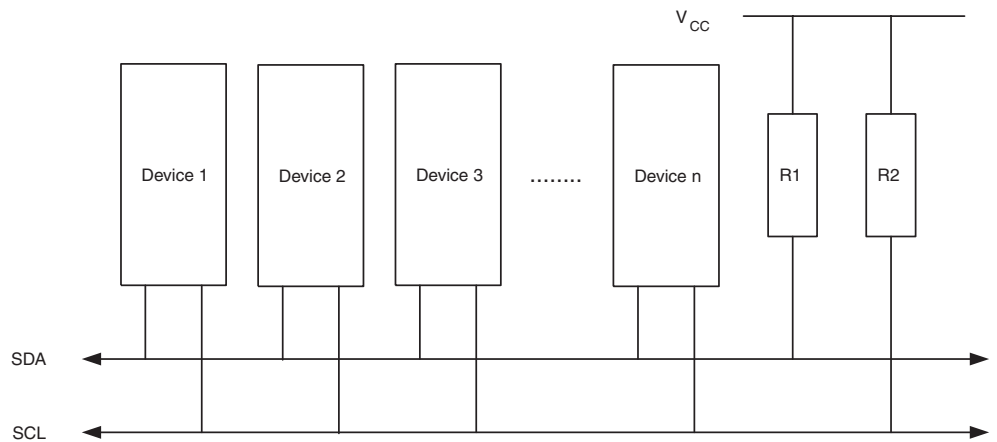 VCC
Device 1
Device 2
Device 3
........
Device n
R1
R2
SDA
SCL